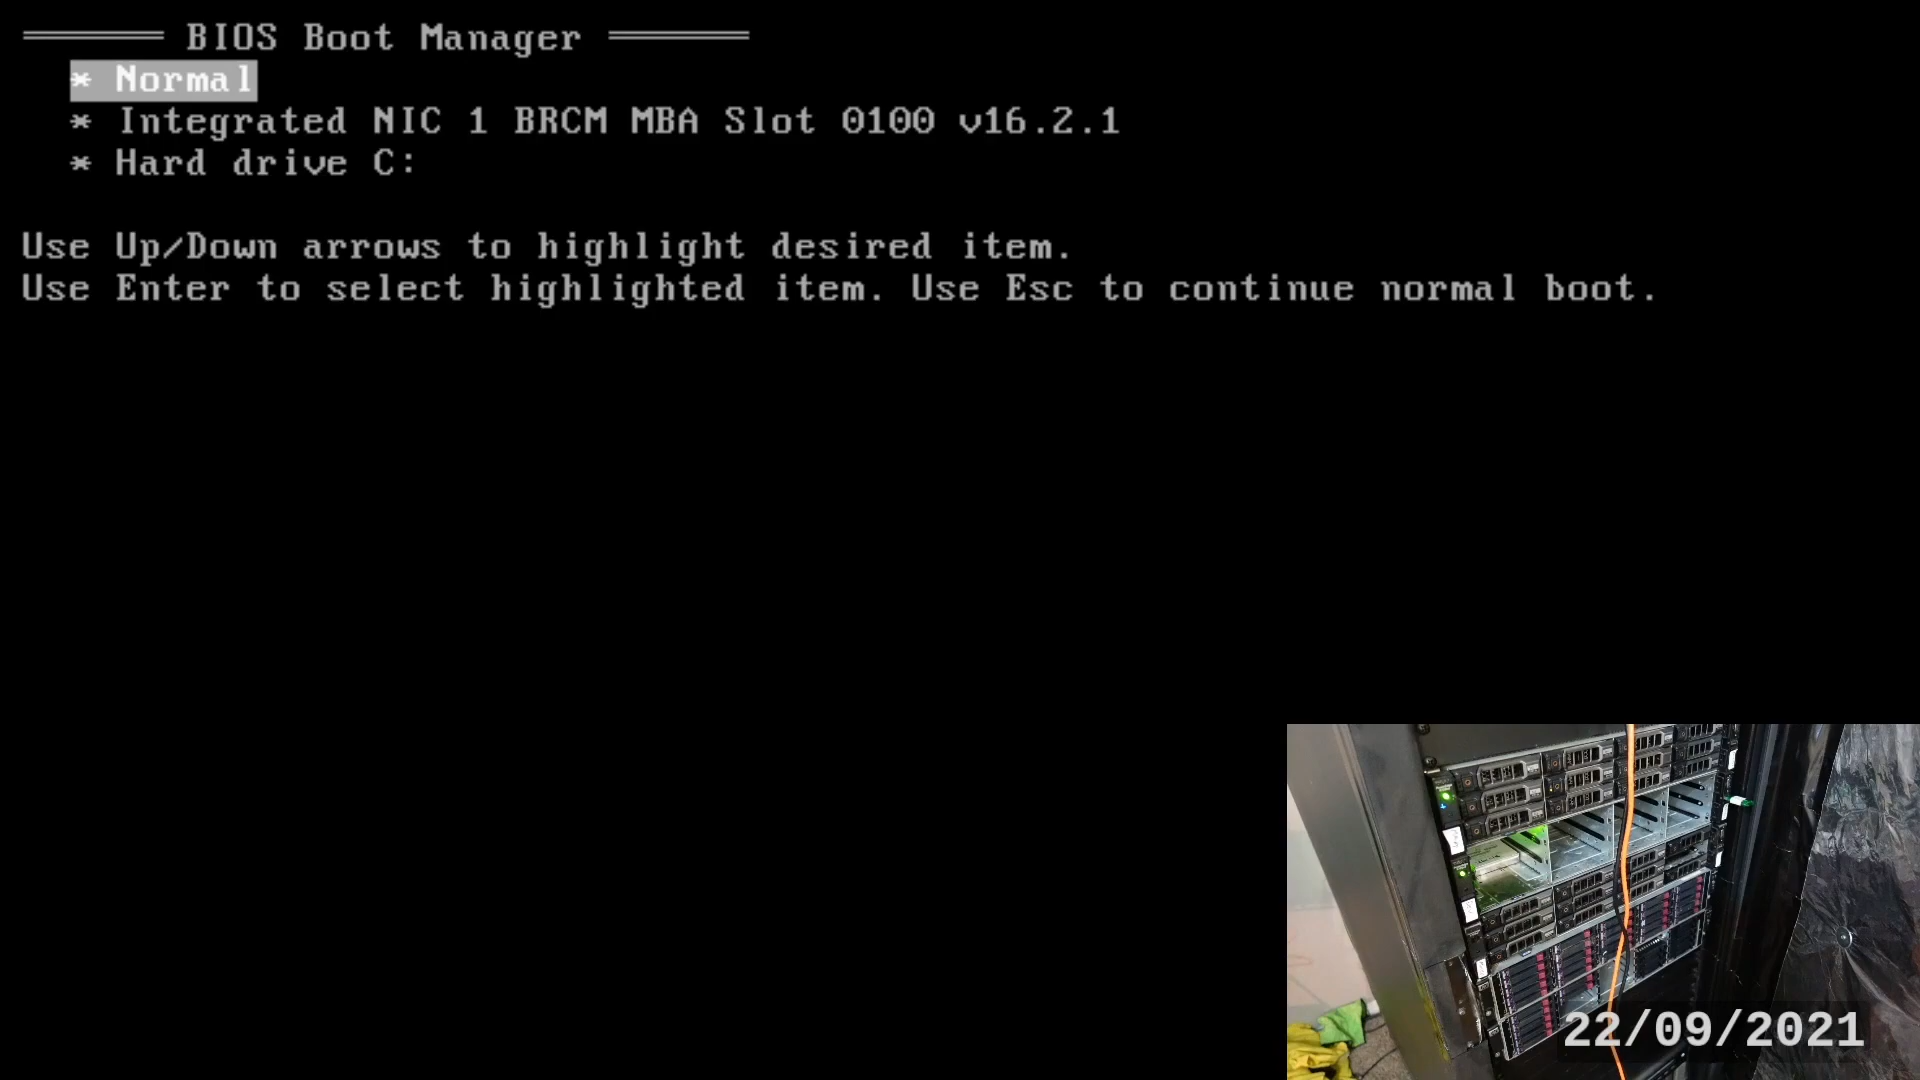 BIOS Boot Manager
* Normal
* Integrated NIC 1 BRCM MBA Slot 0100 v16.2.1
* Hard drive C:
Use Up/Down arrows to highlight desired item.
Use Enter to select highlighted item. Use Esc to continue normal boot.
22/09/2021